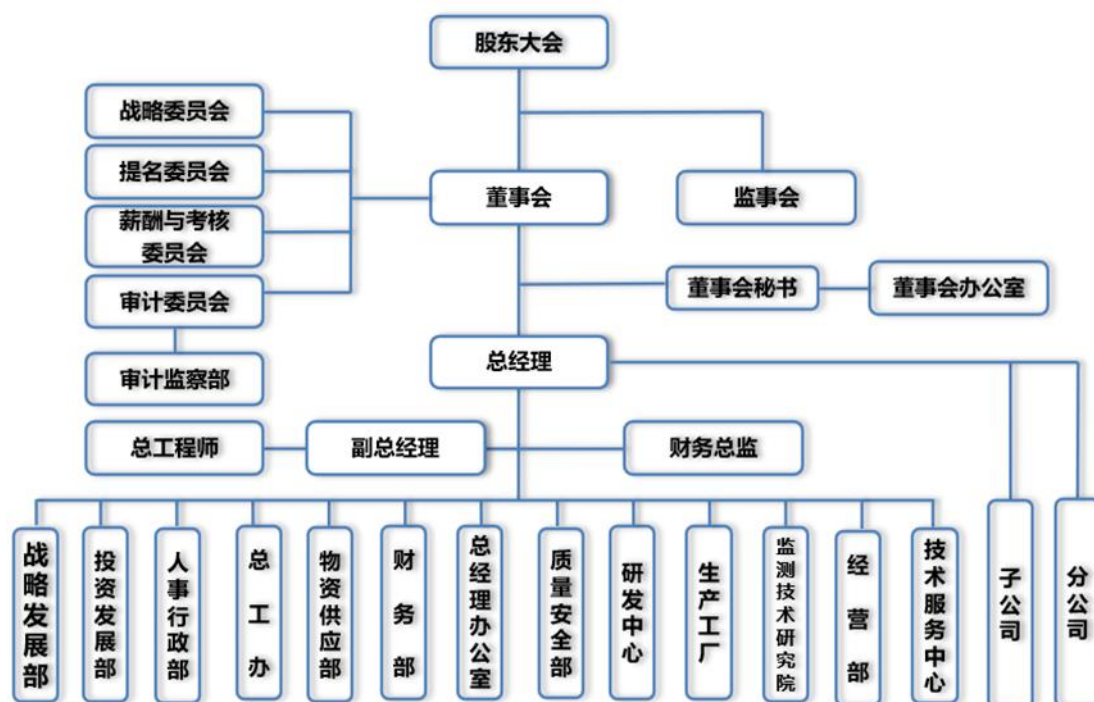 股东大会
战略委员会
提名委员会
董事会
监事会
薪酬与考核
委员会
审计委员会
董事会秘书
董事会办公室
总经理
审计监察部
总工程师
副总经理
财务总监
战略发展部
投资发展部
人事行政部
总工办
物资供应部
财务部
总经理办公室
质量安全部
研发中心
生产工厂
监测技术研究院
经营部
技术服务中心
子公司
分公司